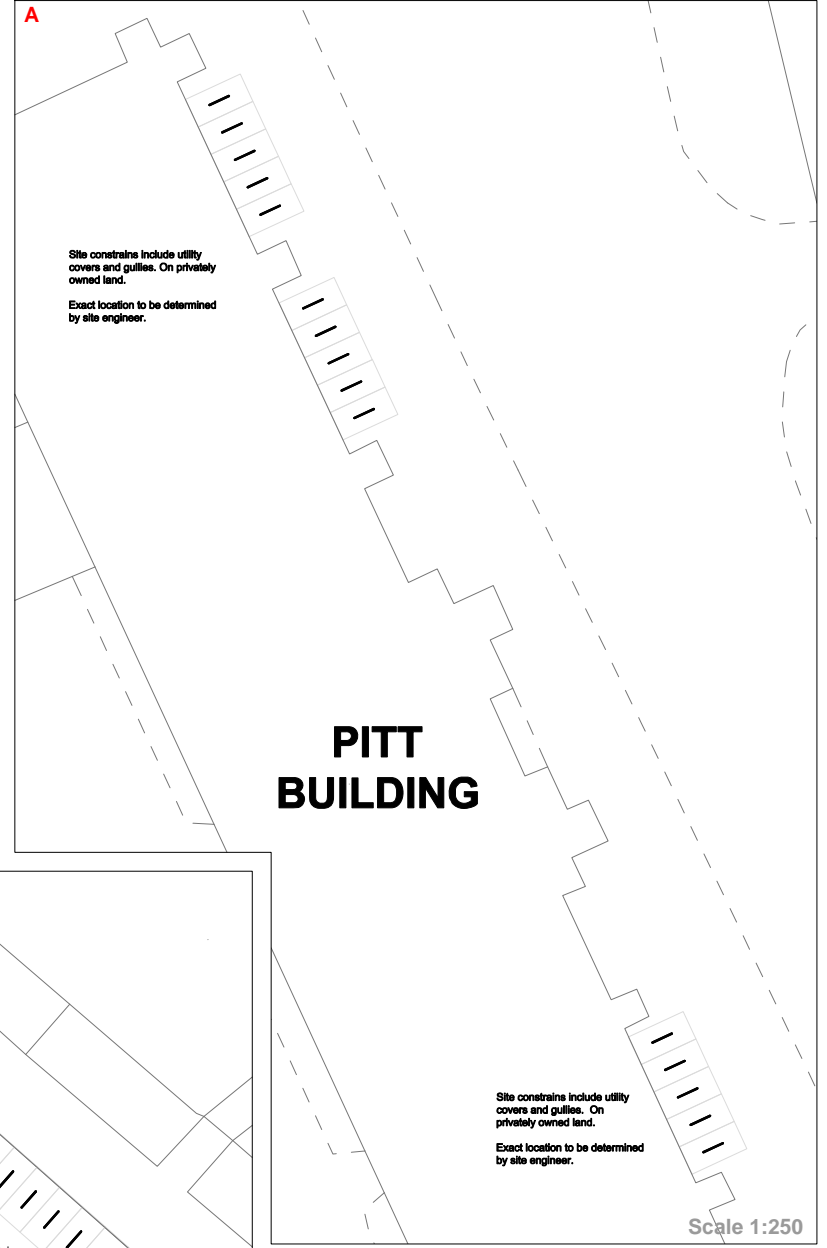 A
Site constrains include utility
covers and gullies. On privately
owned land.
Exact location to be determined
by site engineer.
PITT
BUILDING
Site constrains include utility
covers and gullies. On
privately owned land.
Exact location to be determined
by site engineer.
Scale 1:250